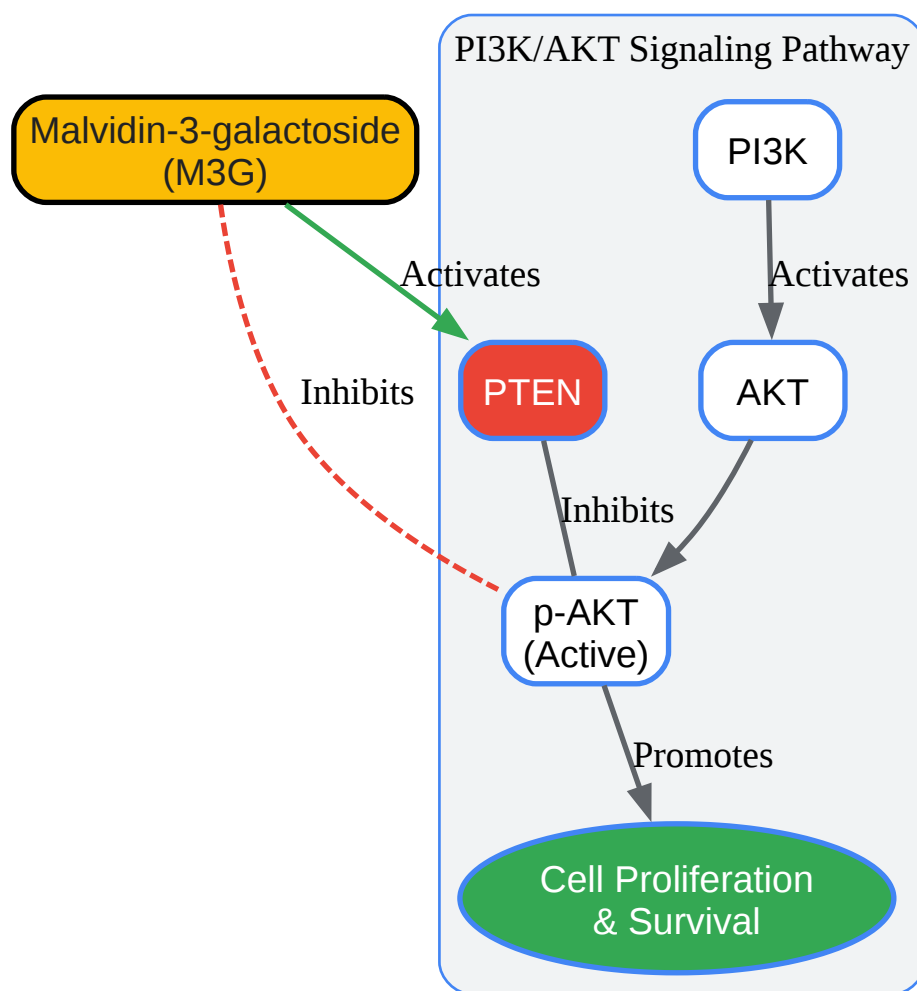 PI3K/AKT Signaling Pathway
Malvidin-3-galactoside
(M3G)
PI3K
Activates
Activates
Inhibits
PTEN
AKT
Inhibits
p-AKT
(Active)
Promotes
Cell Proliferation
& Survival